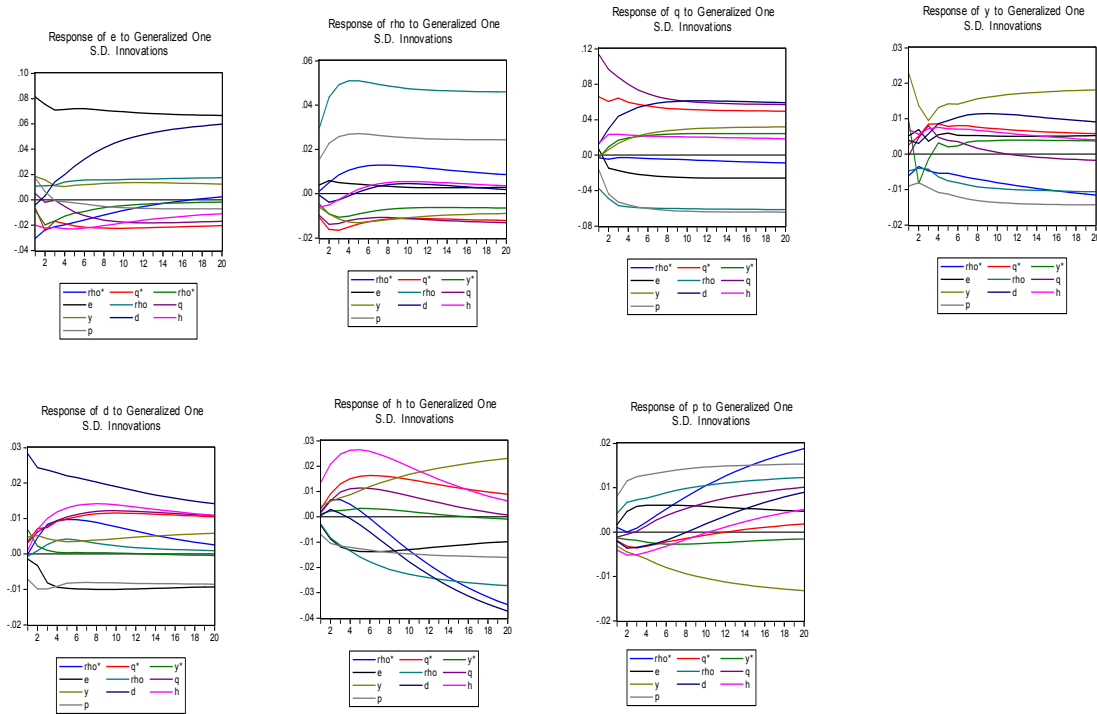 Response of e to Generalized One
S.D. Innovations
.10
.08
.06
.04
.02
.00
-.02
-.04
2 4 6 8 10 12 14 16 18 20
rho* q* rho*
e rho q
y d h
p
Response of rho to Generalized One
S.D. Innovations
.06
.04
.02
.00
-.02
2 4 6 8 10 12 14 16 18 20
rho* q* y*
e rho q
y d h
p
Response of q to Generalized One
S.D. Innovations
.12
.08
.04
.00
-.04
-.08
2 4 6 8 10 12 14 16 18 20
rho* q* y*
e rho q
y d h
p
Response of y to Generalized One
S.D. Innovations
.03
.02
.01
.00
-.01
-.02
2 4 6 8 10 12 14 16 18 20
rho* q* y*
e rho q
y d h
p
Response of d to Generalized One
S.D. Innovations
.03
.02
.01
.00
-.01
-.02
2 4 6 8 10 12 14 16 18 20
rho* q* y*
e rho q
y d h
p
Response of h to Generalized One
S.D. Innovations
.03
.02
.01
.00
-.01
-.02
-.03
-.04
2 4 6 8 10 12 14 16 18 20
rho* q* y*
e rho q
y d h
p
Response of p to Generalized One
S.D. Innovations
.02
.01
.00
-.01
-.02
2 4 6 8 10 12 14 16 18 20
rho* q* y*
e rho q
y d h
p